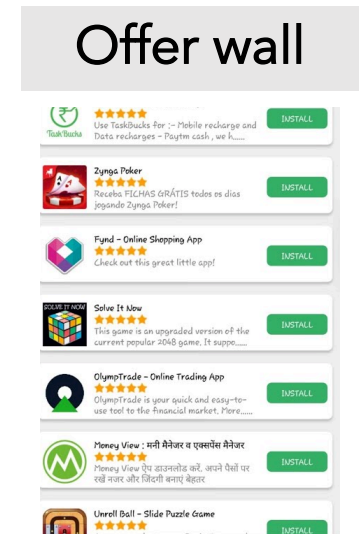 Offer wall
Task Bucks
Use TaskBucks for :- Mobile recharge and
Data recharges - Paytm cash , we h......
INSTALL
Zynga Poker
Receba FICHAS GRÁTIS todos os dias
jogando Zynga Poker!
INSTALL
Fynd - Online Shopping App
Check out this great little app!
INSTALL
SOLVE IT NOW
Solve It Now
This game is an upgraded version of the
current popular 2048 game. It suppo......
INSTALL
OlympTrade - Online Trading App
OlympTrade is your quick and easy-to-
use tool to the financial market. More......
INSTALL
Money View : मनी मैनेजर व एक्सपेंस मैनेजर
Money View ऐप डाउनलोड करें, अपने पैसों पर
रखें नजर और जिंदगी बनाएं बेहतर
INSTALL
Unroll Ball - Slide Puzzle Game
INSTALL